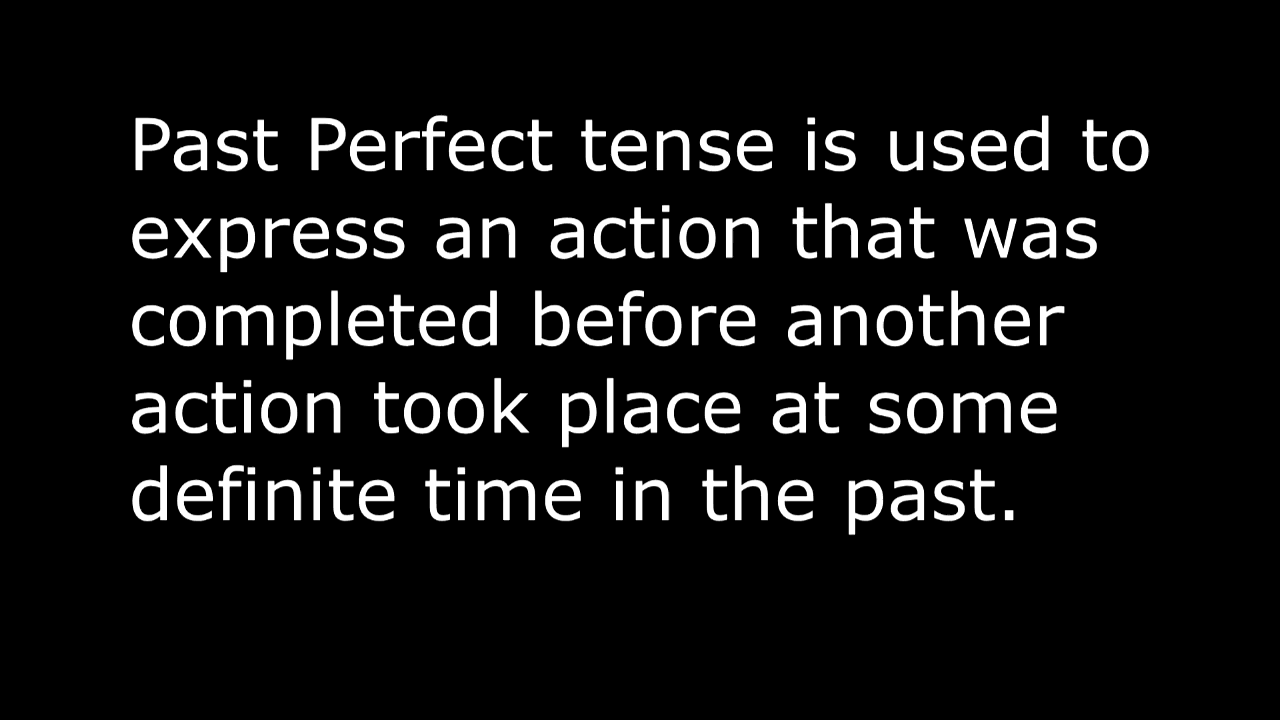 Past Perfect tense is used to
express an action that was
completed before another
action took place at some
definite time in the past.